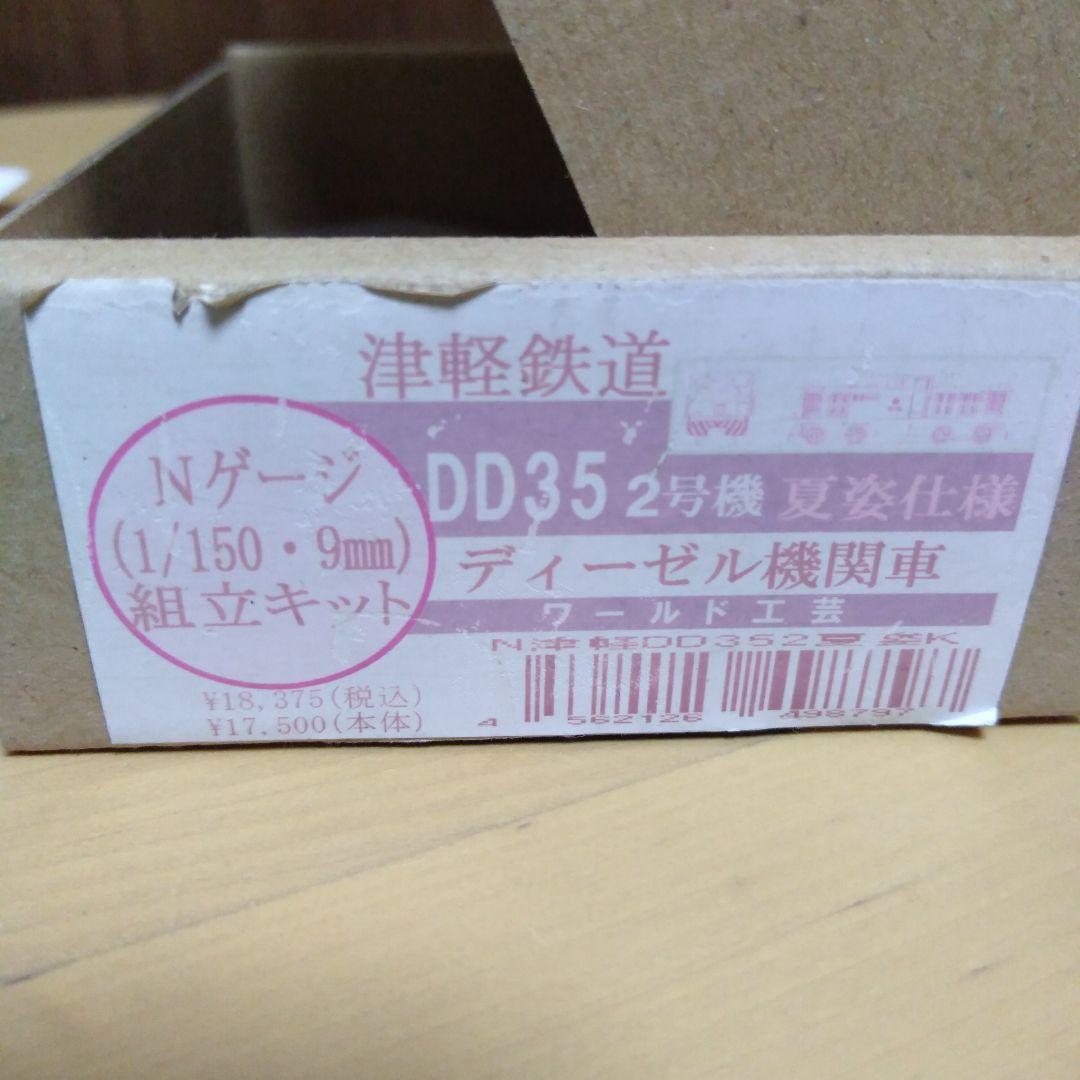 津軽鉄道
DD35 2号機 夏姿仕様
ディーゼル機関車
ワールド工芸
Nゲージ
(1/150・9㎜)
組立キット
N津軽DD352夏姿K
¥18,375(税込)
¥17,500(本体)
4 562126 498797